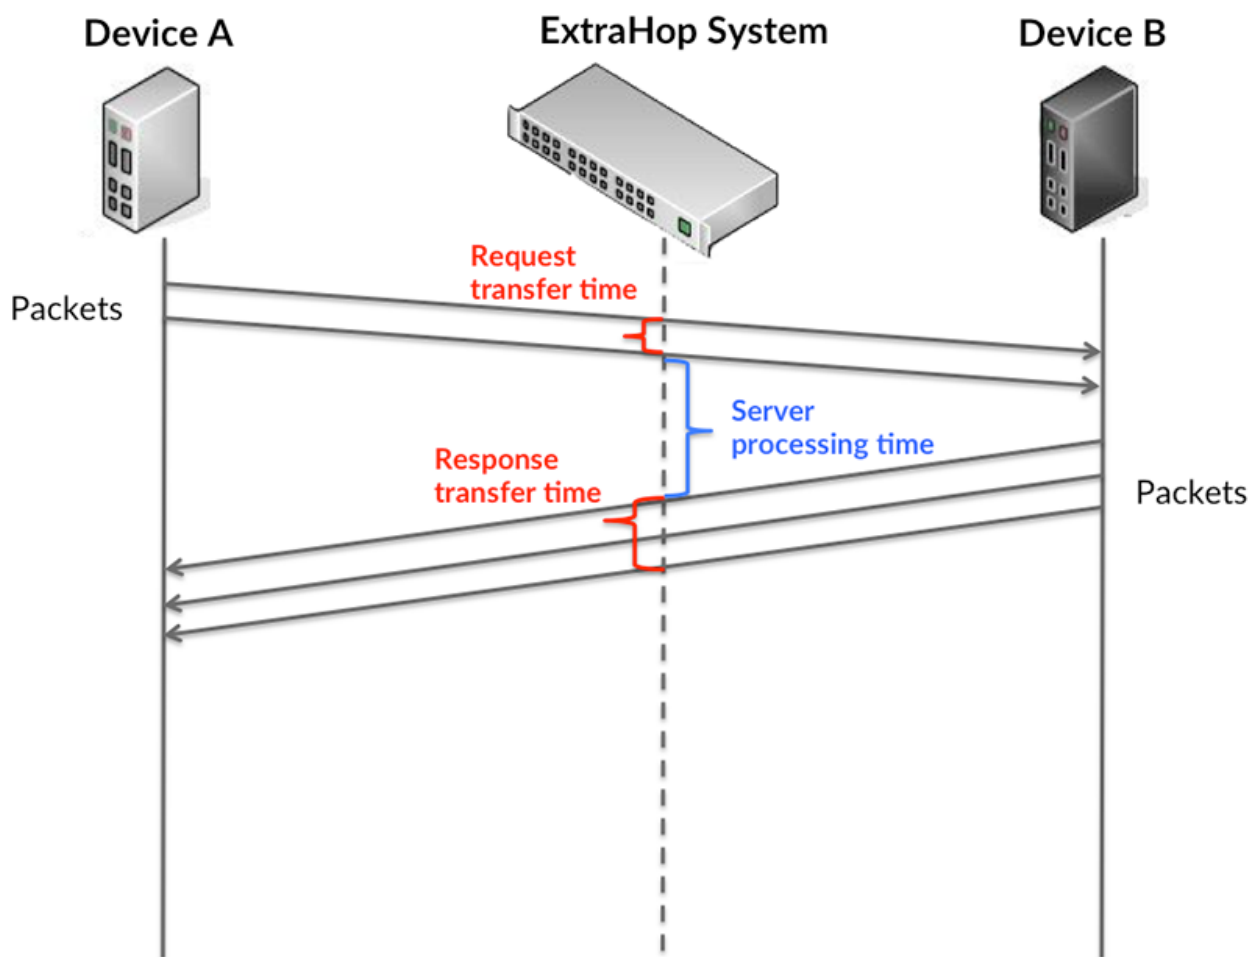 Device A
ExtraHop System
Device B
Request
transfer time
Packets
Server
processing time
Response
transfer time
Packets